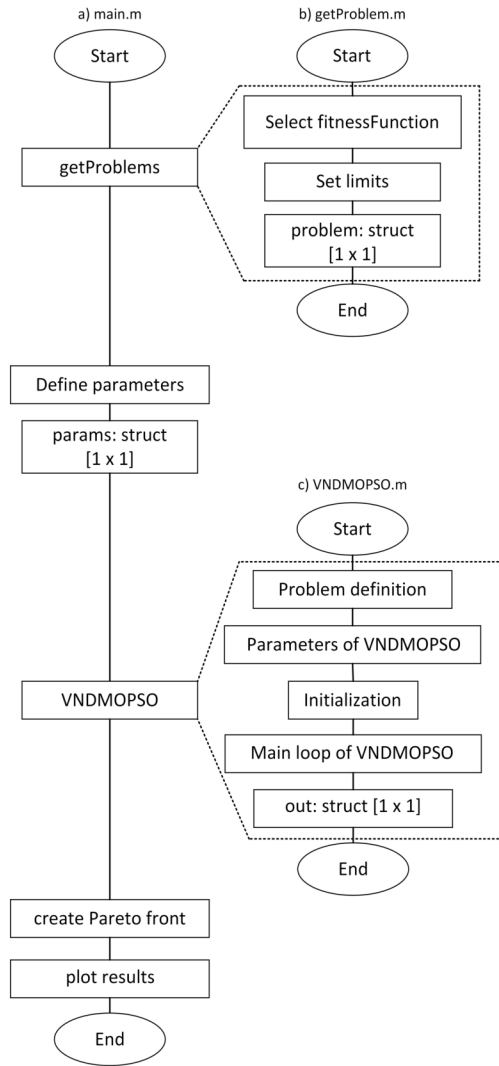 a) main.m
Start
getProblems
Define parameters
params: struct
[1 x 1]
VNDMOPSO
create Pareto front
plot results
End
b) getProblem.m
Start
Select fitnessFunction
Set limits
problem: struct
[1 x 1]
End
c) VNDMOPSO.m
Start
Problem definition
Parameters of VNDMOPSO
Initialization
Main loop of VNDMOPSO
out: struct [1 x 1]
End